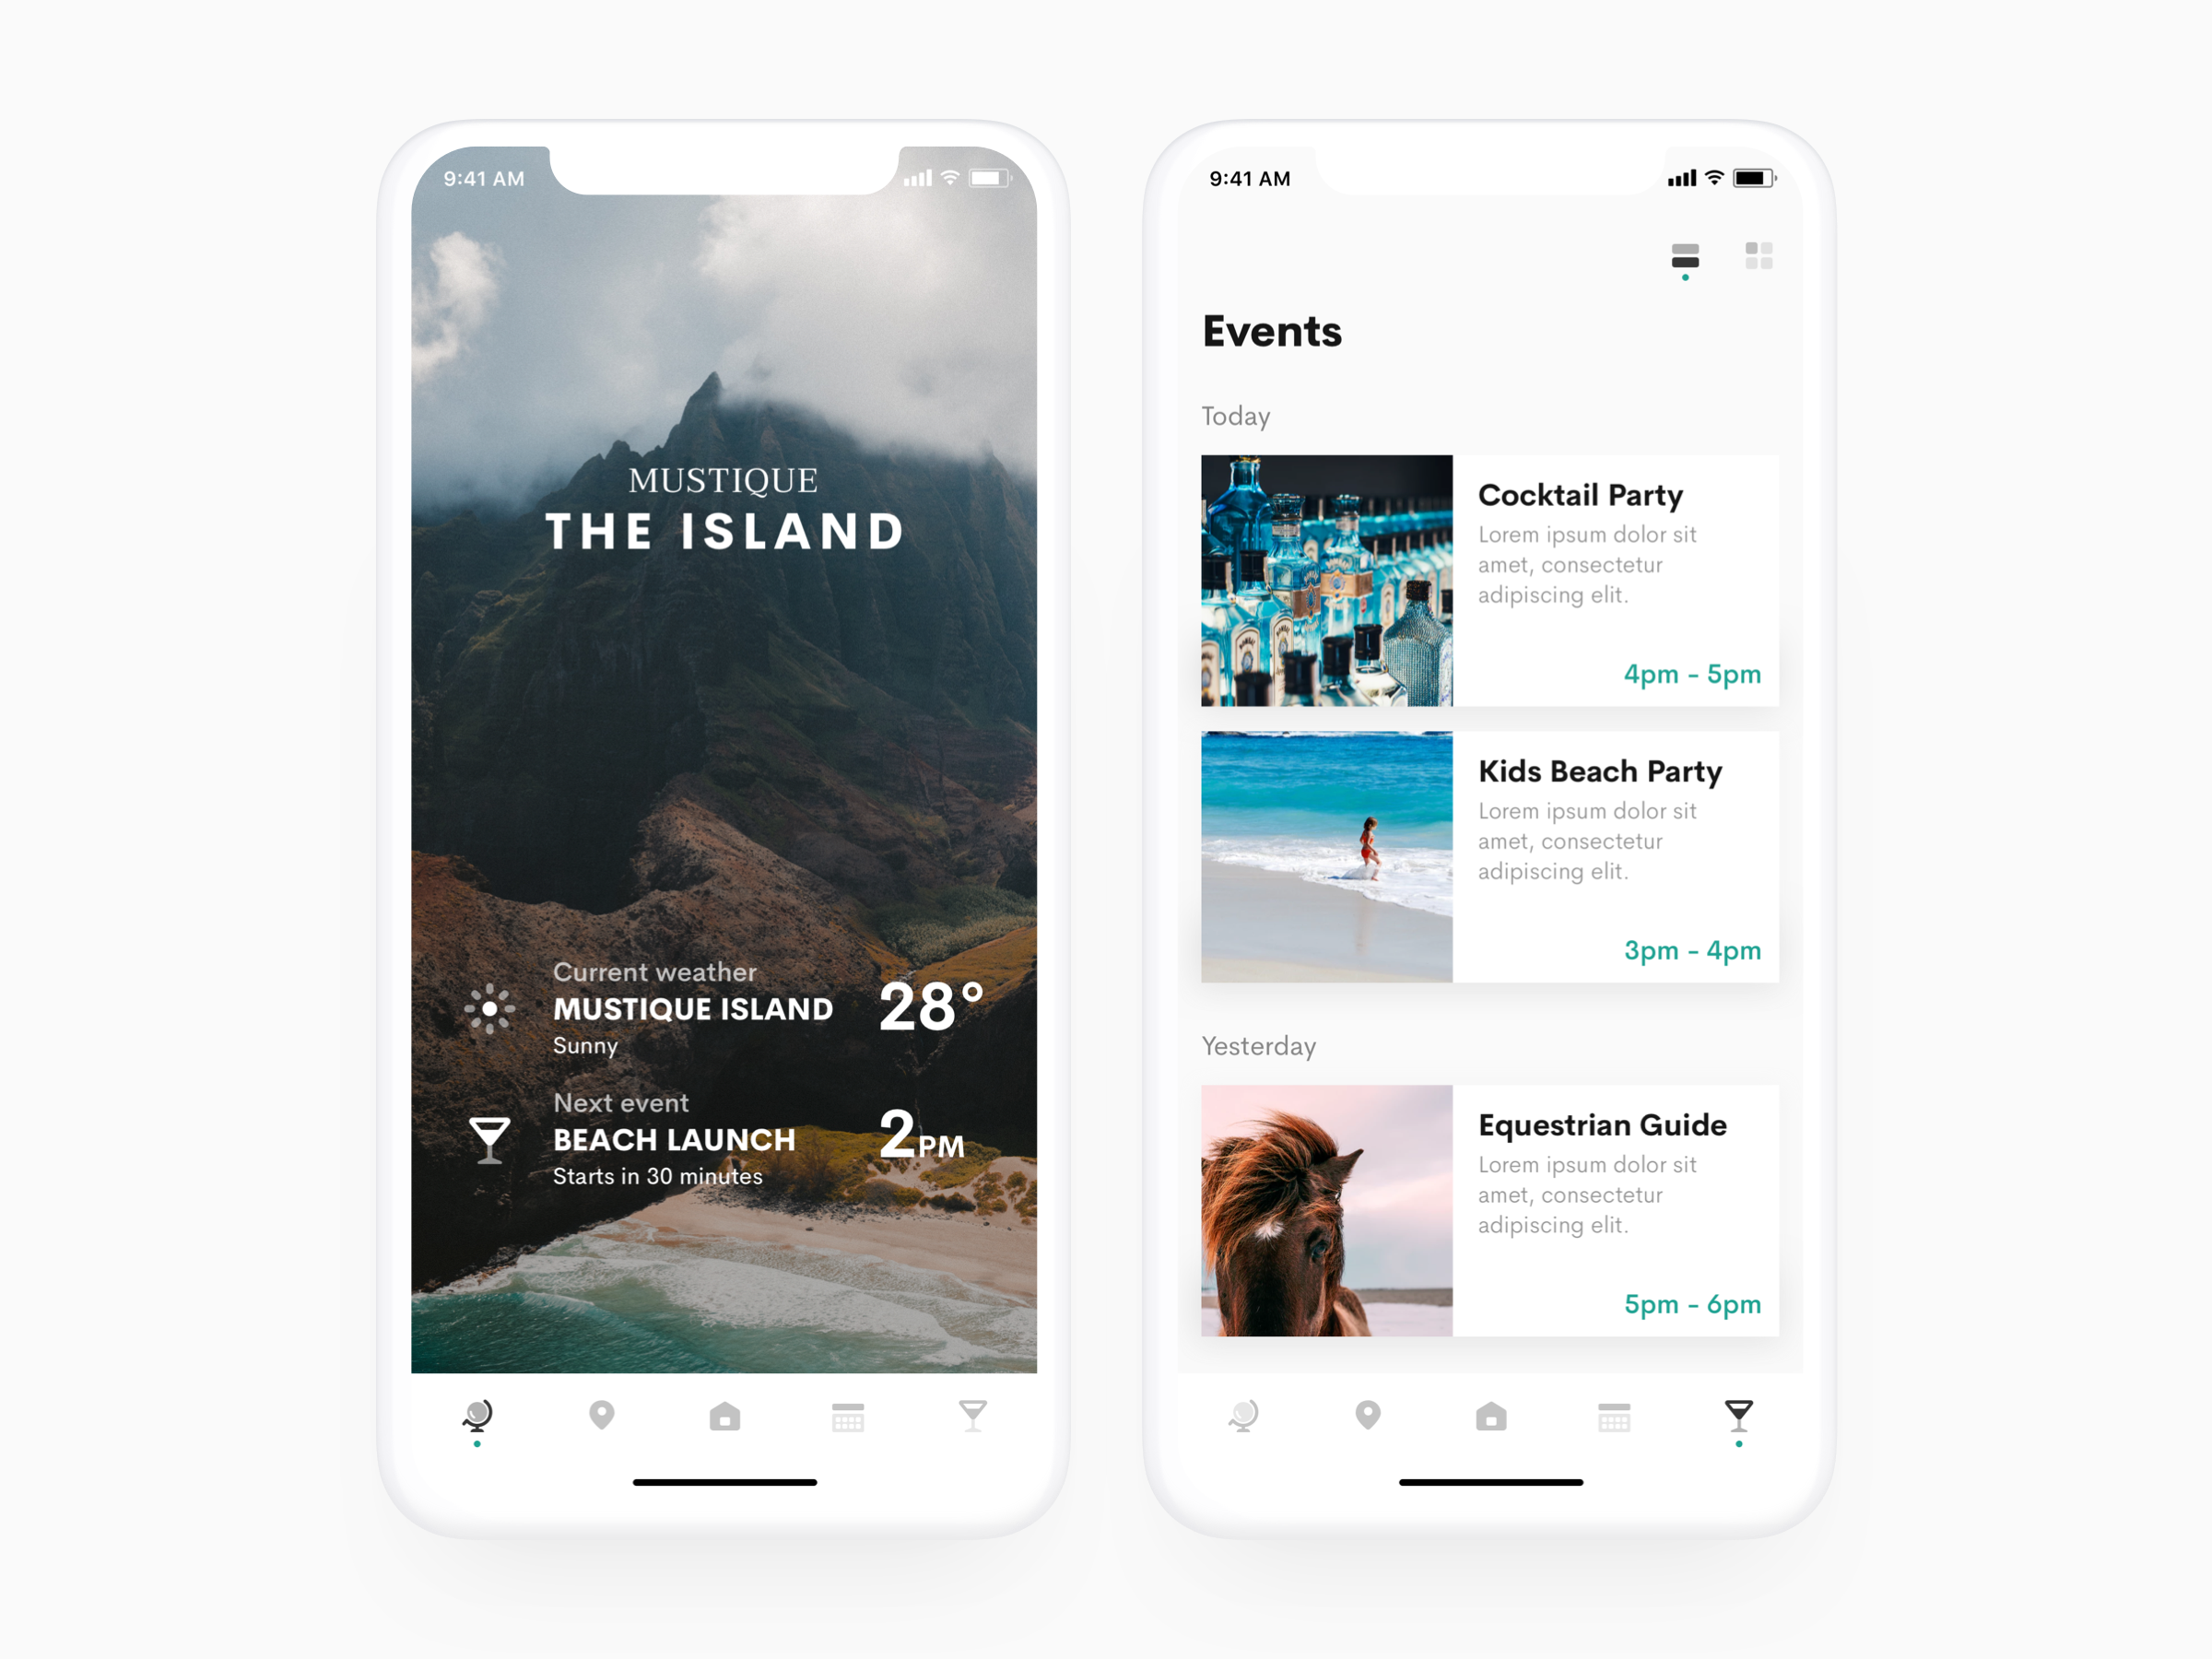 9:41 AM
MUSTIQUE
THE ISLAND
Current weather
MUSTIQUE ISLAND
Sunny
28°
Next event
BEACH LAUNCH
Starts in 30 minutes
2PM
9:41 AM
Events
Today
Cocktail Party
Lorem ipsum dolor sit
amet, consectetur
adipiscing elit.
4pm - 5pm
Kids Beach Party
Lorem ipsum dolor sit
amet, consectetur
adipiscing elit.
3pm - 4pm
Yesterday
Equestrian Guide
Lorem ipsum dolor sit
amet, consectetur
adipiscing elit.
5pm - 6pm